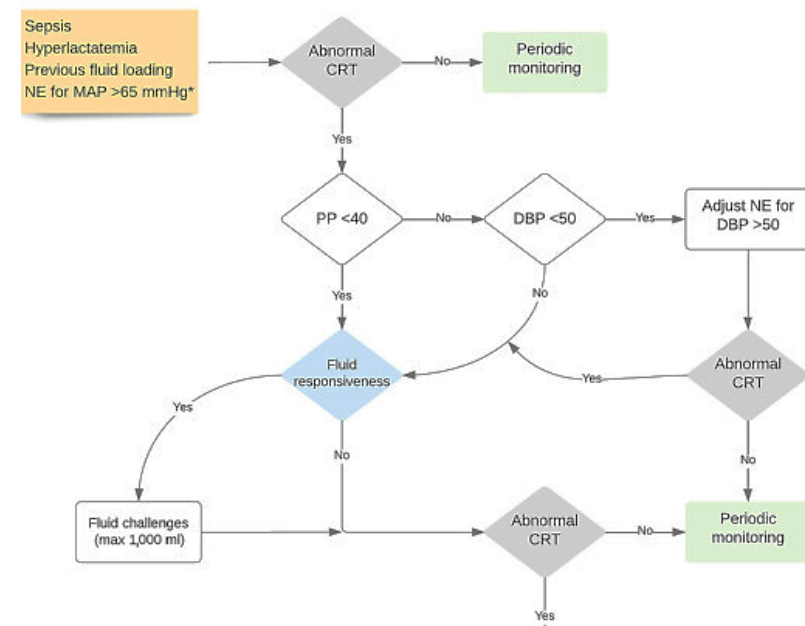 Sepsis
Hyperlactatemia
Previous fluid loading
NE for MAP >65 mmHg*
Abnormal
CRT
No
Periodic
monitoring
Yes
PP <40
No
DBP <50
Yes
Adjust NE for
DBP >50
Yes
No
Fluid
responsiveness
Yes
Abnormal
CRT
Yes
No
No
Fluid challenges
(max 1,000 ml)
Abnormal
CRT
No
Periodic
monitoring
Yes